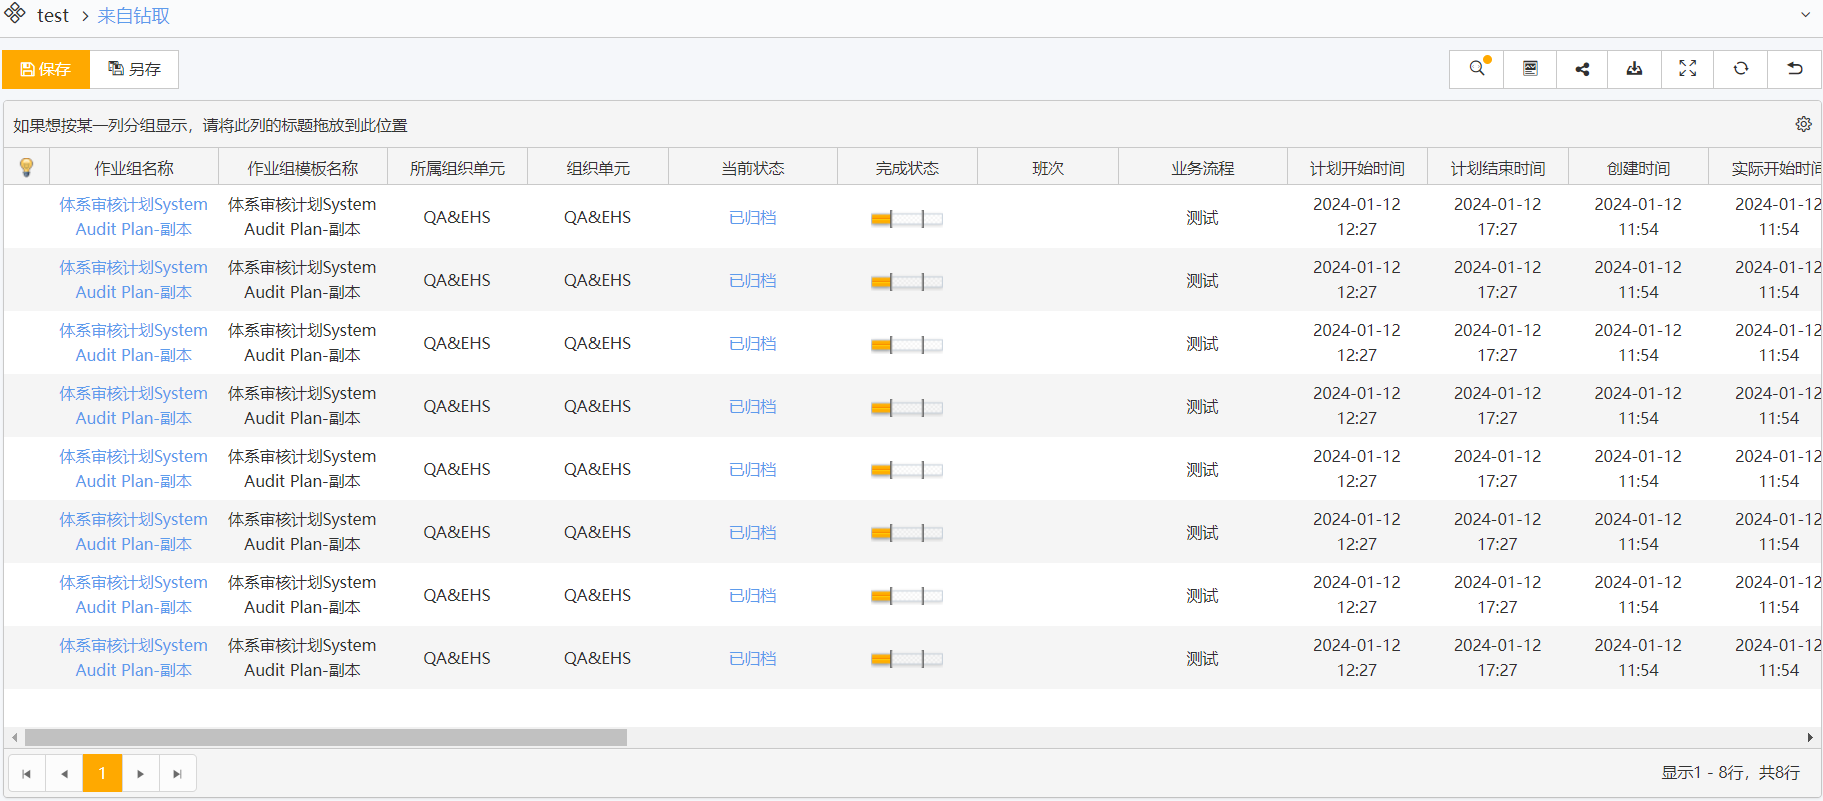 test > 来自钻取
保存 另存
如果想按某一列分组显示，请将此列的标题拖放到此位置
作业组名称 作业组模板名称 所属组织单元 组织单元 当前状态 完成状态 班次 业务流程 计划开始时间 计划结束时间 创建时间 实际开始时间
体系审核计划System 体系审核计划System QA&EHS QA&EHS 已归档 测试 2024-01-12 2024-01-12 2024-01-12 2024-01-12
Audit Plan-副本 Audit Plan-副本 12:27 17:27 11:54 11:54
体系审核计划System 体系审核计划System QA&EHS QA&EHS 已归档 测试 2024-01-12 2024-01-12 2024-01-12 2024-01-12
Audit Plan-副本 Audit Plan-副本 12:27 17:27 11:54 11:54
体系审核计划System 体系审核计划System QA&EHS QA&EHS 已归档 测试 2024-01-12 2024-01-12 2024-01-12 2024-01-12
Audit Plan-副本 Audit Plan-副本 12:27 17:27 11:54 11:54
体系审核计划System 体系审核计划System QA&EHS QA&EHS 已归档 测试 2024-01-12 2024-01-12 2024-01-12 2024-01-12
Audit Plan-副本 Audit Plan-副本 12:27 17:27 11:54 11:54
体系审核计划System 体系审核计划System QA&EHS QA&EHS 已归档 测试 2024-01-12 2024-01-12 2024-01-12 2024-01-12
Audit Plan-副本 Audit Plan-副本 12:27 17:27 11:54 11:54
体系审核计划System 体系审核计划System QA&EHS QA&EHS 已归档 测试 2024-01-12 2024-01-12 2024-01-12 2024-01-12
Audit Plan-副本 Audit Plan-副本 12:27 17:27 11:54 11:54
体系审核计划System 体系审核计划System QA&EHS QA&EHS 已归档 测试 2024-01-12 2024-01-12 2024-01-12 2024-01-12
Audit Plan-副本 Audit Plan-副本 12:27 17:27 11:54 11:54
体系审核计划System 体系审核计划System QA&EHS QA&EHS 已归档 测试 2024-01-12 2024-01-12 2024-01-12 2024-01-12
Audit Plan-副本 Audit Plan-副本 12:27 17:27 11:54 11:54
1 显示1 - 8行，共8行